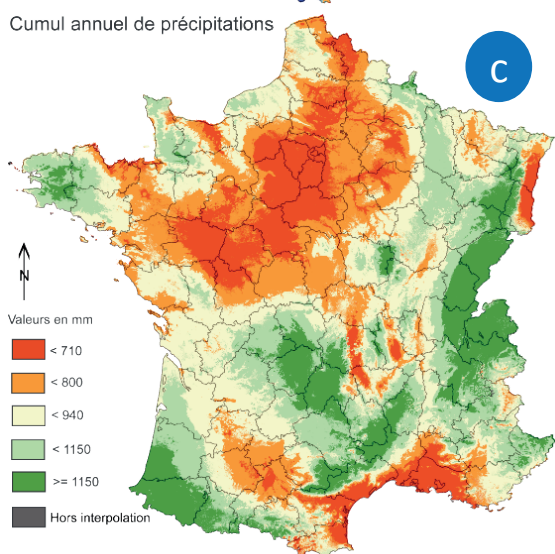 Cumul annuel de précipitations
C
N
Valeurs en mm
< 710
< 800
< 940
< 1150
>= 1150
Hors interpolation